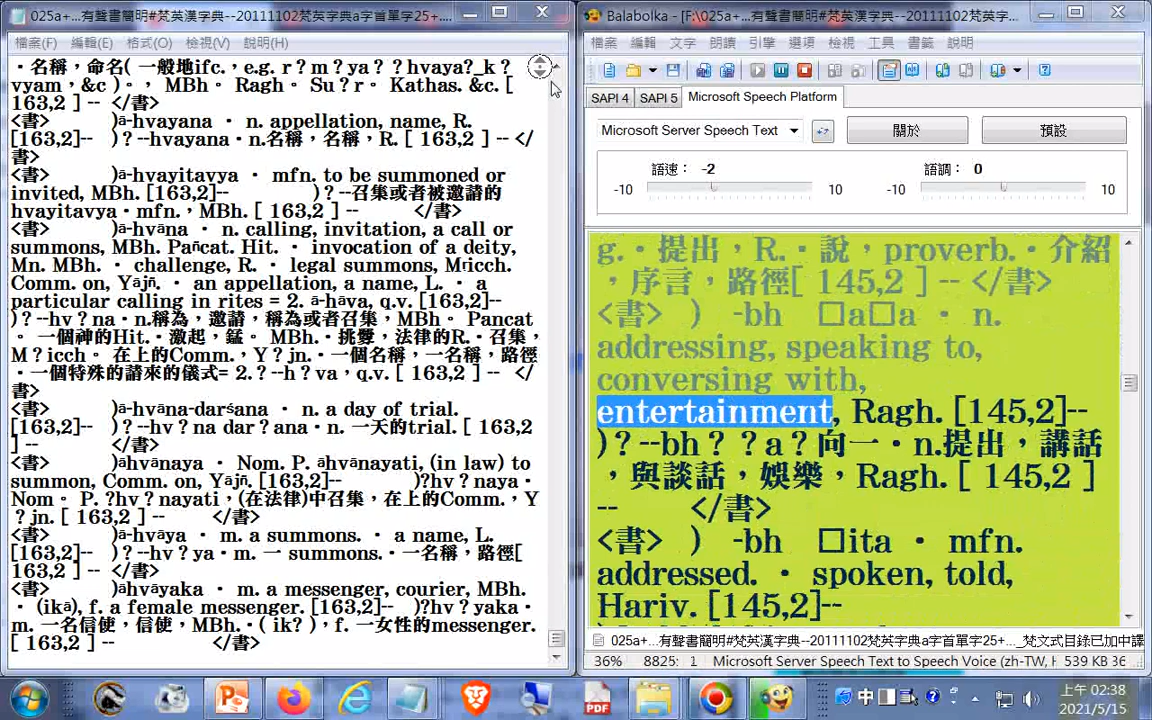 025a+...有聲書簡明#梵英漢字典--20111102梵英字典a字首單字25+...
檔案(F) 編輯(E) 格式(O) 檢視(V) 說明(H)
・名稱，命名( 一般地ifc.，e.g. r？m？ya？？hvaya?_k？
vyam，&c )。， MBh。 Ragh。 Su？r。 Kathas. &c. [
163,2 ] -- </書>
<書> )ā-hvayana ・ n. appellation, name, R.
[163,2]-- )？--hvayana・n.名稱，名稱，R. [ 163,2 ] -- </
書>
<書> )ā-hvayitavya ・ mfn. to be summoned or
invited, MBh. [163,2]-- )？--召集或者被邀請的
hvayitavya・mfn.，MBh. [ 163,2 ] -- </書>
<書> )ā-hvāna ・ n. calling, invitation, a call or
summons, MBh. Pañcat. Hit. ・ invocation of a deity,
Mn. MBh. ・ challenge, R. ・ legal summons, Mṛicch.
Comm. on, Yājñ. ・ an appellation, a name, L. ・ a
particular calling in rites = 2. ā-hāva, q.v. [163,2]--
)？--hv？na・n.稱為，邀請，稱為或者召集，MBh。 Pancat
。 一個神的Hit.・激起，錳。 MBh.・挑釁，法律的R.・召集，
M？icch。 在上的Comm.，Y？jn.・一個名稱，一名稱，路徑
・一個特殊的請來的儀式= 2.？--h？va，q.v. [ 163,2 ] -- </
書>
<書> )ā-hvāna-darśana ・ n. a day of trial.
[163,2]-- )？--hv？na dar？ana・n. 一天的trial. [ 163,2
] -- </書>
<書> )āhvānaya ・ Nom. P. āhvānayati, (in law) to
summon, Comm. on, Yājñ. [163,2]-- )?hv？naya・
Nom。 P. ?hv？nayati，(在法律)中召集，在上的Comm.，Y
？jn. [ 163,2 ] -- </書>
<書> )ā-hvāya ・ m. a summons. ・ a name, L.
[163,2]-- )？--hv？ya・m. 一 summons.・一名稱，路徑[
163,2 ] -- </書>
<書> )āhvāyaka ・ m. a messenger, courier, MBh.
・ (ikā), f. a female messenger. [163,2]-- )?hv？yaka・
m. 一名信使，信使，MBh.・( ik？)，f. 一女性的messenger.
[ 163,2 ] -- </書>
Balabolka - [F:\025a+...有聲書簡明#梵英漢字典--20111102梵英字...
檔案 編輯 文字 朗讀 引擎 選項 檢視 工具 書籤 說明
SAPI 4 SAPI 5 Microsoft Speech Platform
Microsoft Server Speech Text 關於 預設
語速： -2 語調： 0
-10 10 -10 10
g.・提出，R.・說，proverb.・介紹
，序言，路徑[ 145,2 ] -- </書>
<書> ) -bh □a□a ・ n.
addressing, speaking to,
conversing with,
entertainment, Ragh. [145,2]--
)？--bh？？a？向一・n.提出，講話
，與談話，娛樂，Ragh. [ 145,2 ]
-- </書>
<書> ) -bh □ita ・ mfn.
addressed. ・ spoken, told,
Hariv. [145,2]--
025a+...有聲書簡明#梵英漢字典--20111102梵英字典a字首單字25+..._梵文式目錄已加中譯
36% 8825: 1 Microsoft Server Speech Text to Speech Voice (zh-TW, H 539 KB 36
PDF
中
上午 02:38
2021/5/15